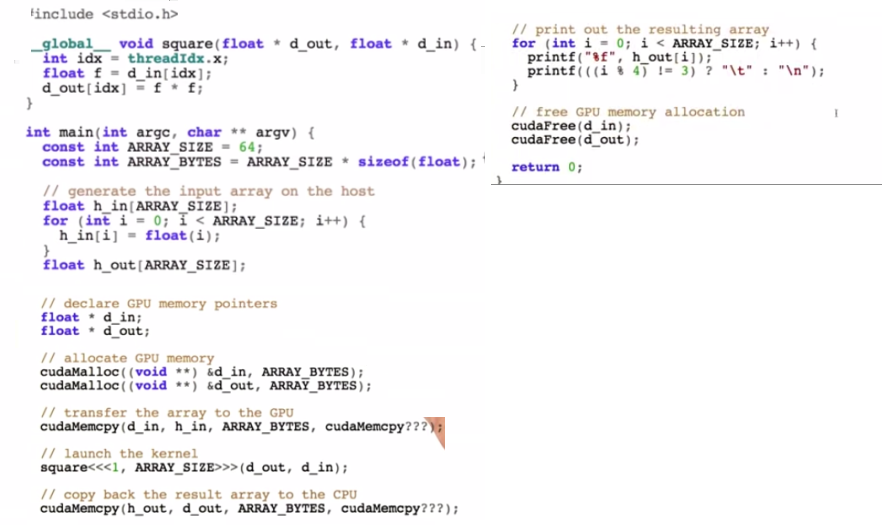 #include <stdio.h>
__global__ void square(float * d_out, float * d_in) {
int idx = threadIdx.x;
float f = d_in[idx];
d_out[idx] = f * f;
}
int main(int argc, char ** argv) {
const int ARRAY_SIZE = 64;
const int ARRAY_BYTES = ARRAY_SIZE * sizeof(float);
// generate the input array on the host
float h_in[ARRAY_SIZE];
for (int i = 0; i < ARRAY_SIZE; i++) {
h_in[i] = float(i);
}
float h_out[ARRAY_SIZE];
// declare GPU memory pointers
float * d_in;
float * d_out;
// allocate GPU memory
cudaMalloc((void **) &d_in, ARRAY_BYTES);
cudaMalloc((void **) &d_out, ARRAY_BYTES);
// transfer the array to the GPU
cudaMemcpy(d_in, h_in, ARRAY_BYTES, cudaMemcpy???);
// launch the kernel
square<<<1, ARRAY_SIZE>>>(d_out, d_in);
// copy back the result array to the CPU
cudaMemcpy(h_out, d_out, ARRAY_BYTES, cudaMemcpy???);
// print out the resulting array
for (int i = 0; i < ARRAY_SIZE; i++) {
printf("%f", h_out[i]);
printf(((i % 4) != 3) ? "\t" : "\n");
}
// free GPU memory allocation
cudaFree(d_in);
cudaFree(d_out);
return 0;
}